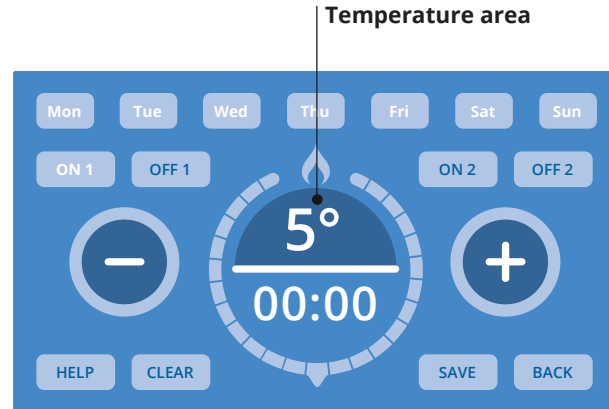 Temperature area
Mon Tue Wed Thu Fri Sat Sun
ON 1 OFF 1 ON 2 OFF 2
5°
00:00
HELP CLEAR SAVE BACK